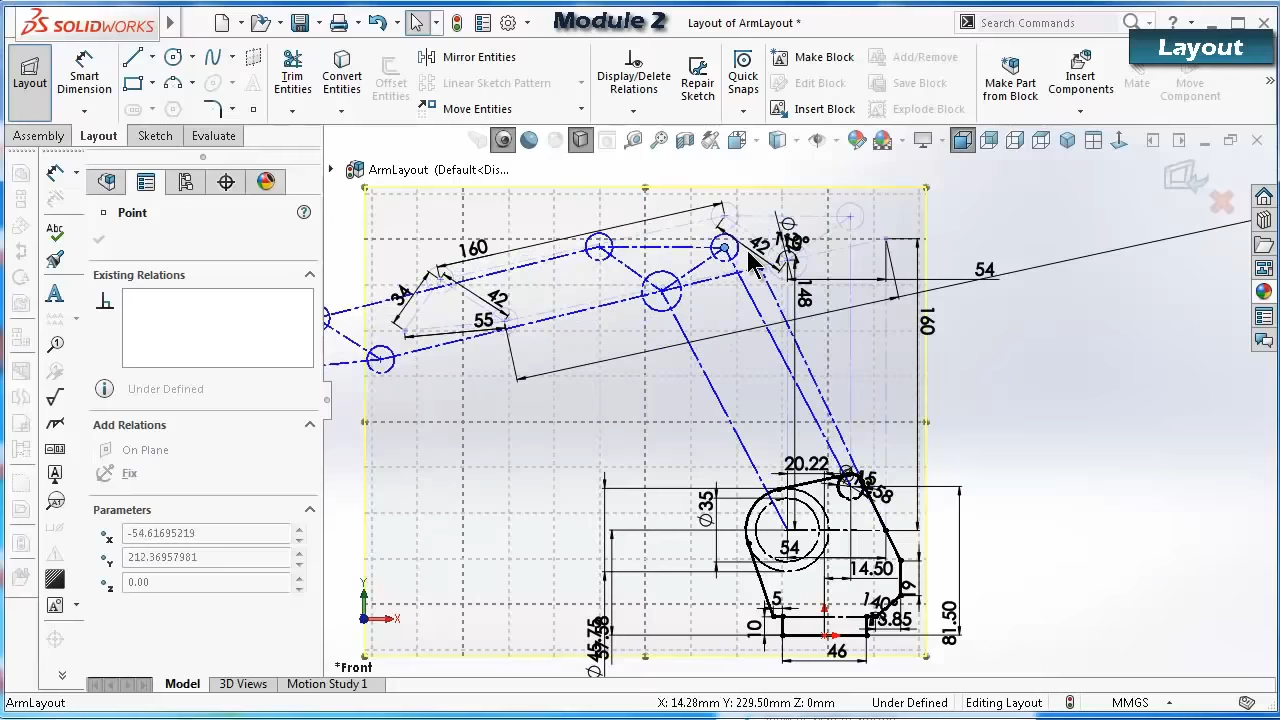 SOLIDWORKS
Module 2
Layout of ArmLayout *
Search Commands
Layout
Layout
Smart Dimension
Trim Entities
Convert Entities
Offset Entities
Mirror Entities
Linear Sketch Pattern
Move Entities
Display/Delete Relations
Repair Sketch
Quick Snaps
Make Block
Edit Block
Insert Block
Add/Remove
Save Block
Explode Block
Make Part from Block
Insert Components
Mate
Move Component
Assembly
Layout
Sketch
Evaluate
ArmLayout (Default<Dis...
Point
Existing Relations
Under Defined
Add Relations
On Plane
Fix
Parameters
-54.61695219
212.36957981
0.00
160
34
42
55
42
148
54
160
20.22
Ø35
54
14.50
19
140°
5
10
46
81.50
Y
X
*Front
Model
3D Views
Motion Study 1
ArmLayout
X: 14.28mm Y: 229.50mm Z: 0mm
Under Defined
Editing Layout
MMGS